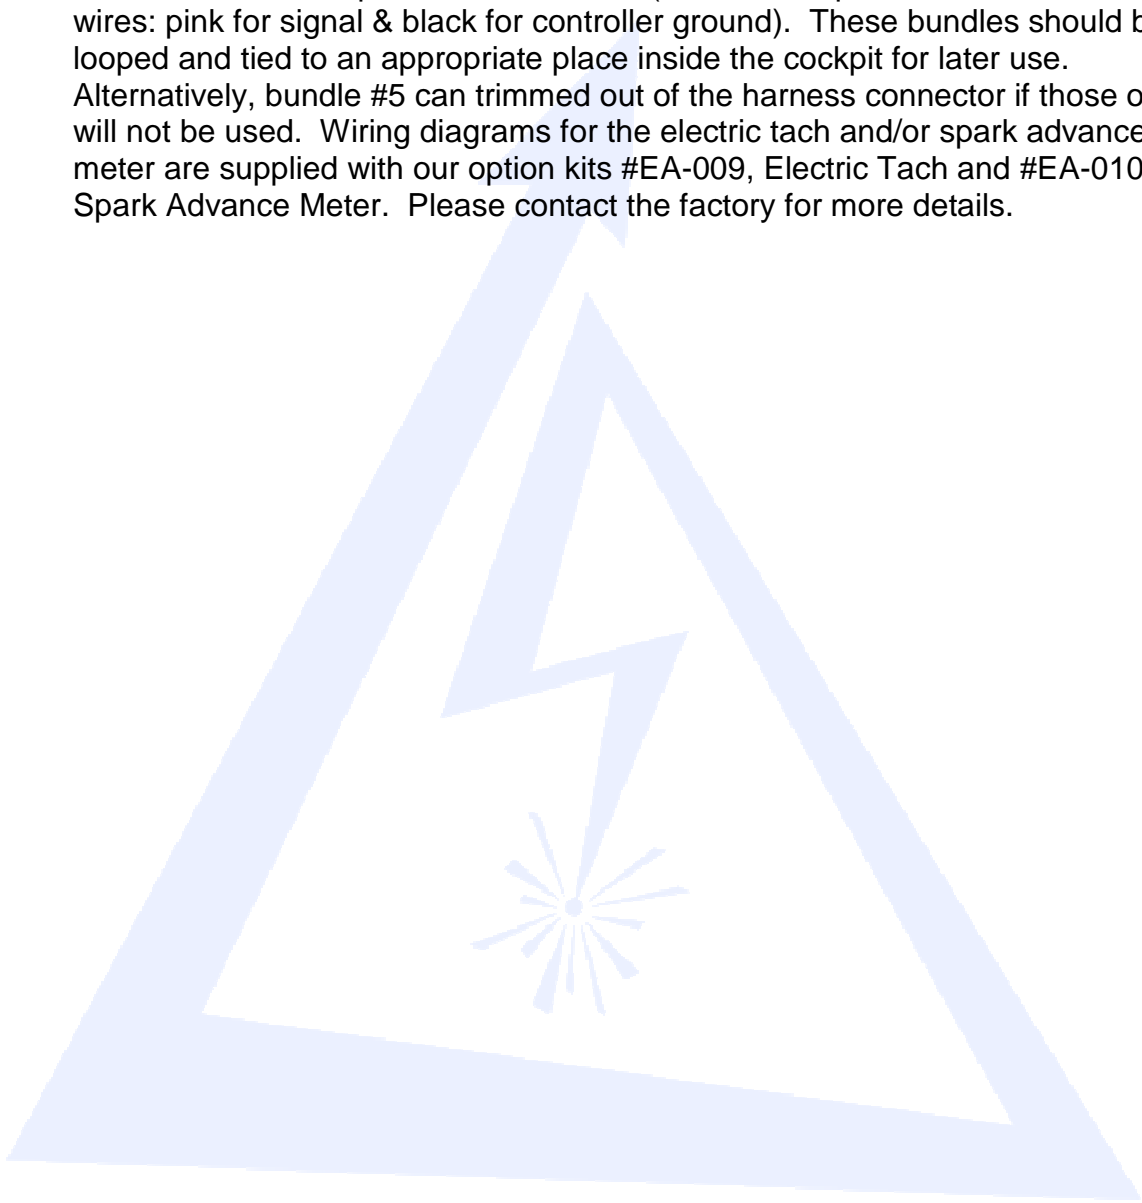 wires: pink for signal & black for controller ground).  These bundles should
looped and tied to an appropriate place inside the cockpit for later use.
Alternatively, bundle #5 can trimmed out of the harness connector if those
will not be used.  Wiring diagrams for the electric tach and/or spark advance
meter are supplied with our option kits #EA-009, Electric Tach and #EA-010
Spark Advance Meter.  Please contact the factory for more details.